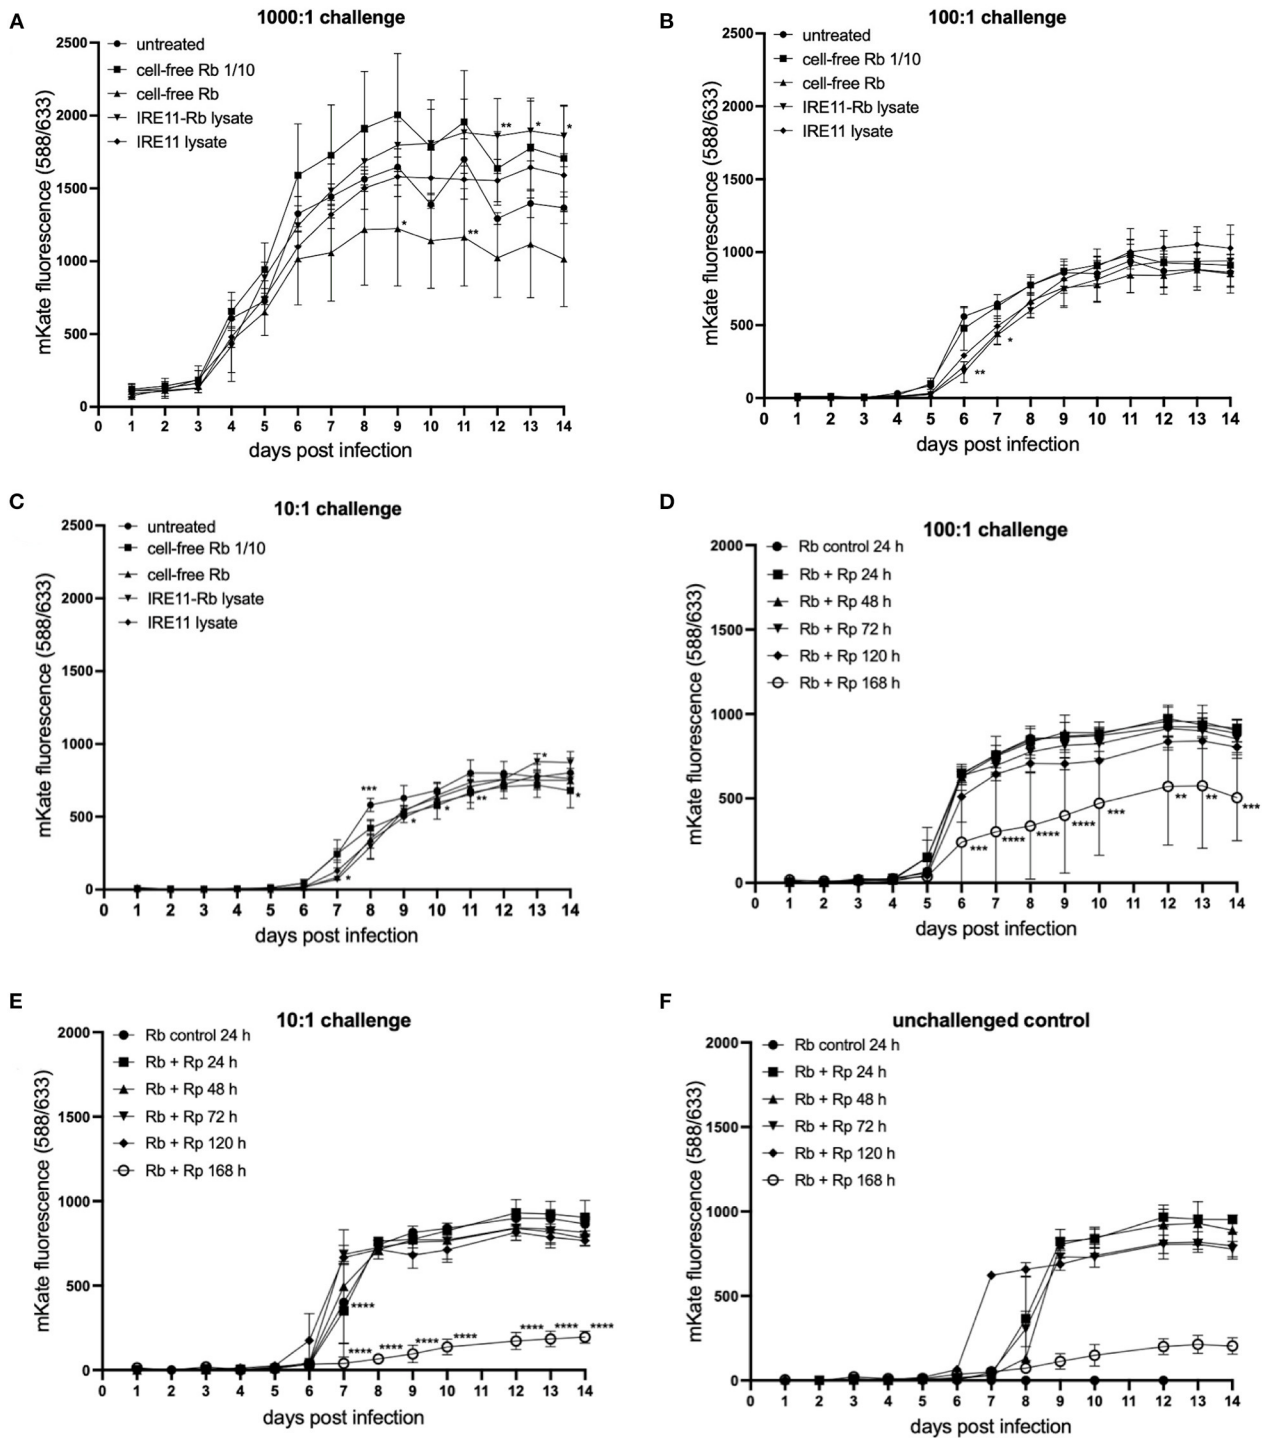 A
1000:1 challenge
mKate fluorescence (588/633)
2500
2000
1500
1000
500
0
untreated
cell-free Rb 1/10
cell-free Rb
IRE11-Rb lysate
IRE11 lysate
** * *
*
**
0 1 2 3 4 5 6 7 8 9 10 11 12 13 14
days post infection
B
100:1 challenge
mKate fluorescence (588/633)
2500
2000
1500
1000
500
0
untreated
cell-free Rb 1/10
cell-free Rb
IRE11-Rb lysate
IRE11 lysate
*
**
0 1 2 3 4 5 6 7 8 9 10 11 12 13 14
days post infection
C
10:1 challenge
mKate fluorescence (588/633)
2500
2000
1500
1000
500
0
untreated
cell-free Rb 1/10
cell-free Rb
IRE11-Rb lysate
IRE11 lysate
*
***
** *
* *
*
0 1 2 3 4 5 6 7 8 9 10 11 12 13 14
days post infection
D
100:1 challenge
mKate fluorescence (588/633)
2000
1500
1000
500
0
Rb control 24 h
Rb + Rp 24 h
Rb + Rp 48 h
Rb + Rp 72 h
Rb + Rp 120 h
Rb + Rp 168 h
*** **** **** **** *** ** ** ***
0 1 2 3 4 5 6 7 8 9 10 11 12 13 14
days post infection
E
10:1 challenge
mKate fluorescence (588/633)
2000
1500
1000
500
0
Rb control 24 h
Rb + Rp 24 h
Rb + Rp 48 h
Rb + Rp 72 h
Rb + Rp 120 h
Rb + Rp 168 h
****
**** **** **** **** **** **** ****
0 1 2 3 4 5 6 7 8 9 10 11 12 13 14
days post infection
F
unchallenged control
mKate fluorescence (588/633)
2000
1500
1000
500
0
Rb control 24 h
Rb + Rp 24 h
Rb + Rp 48 h
Rb + Rp 72 h
Rb + Rp 120 h
Rb + Rp 168 h
0 1 2 3 4 5 6 7 8 9 10 11 12 13 14
days post infection